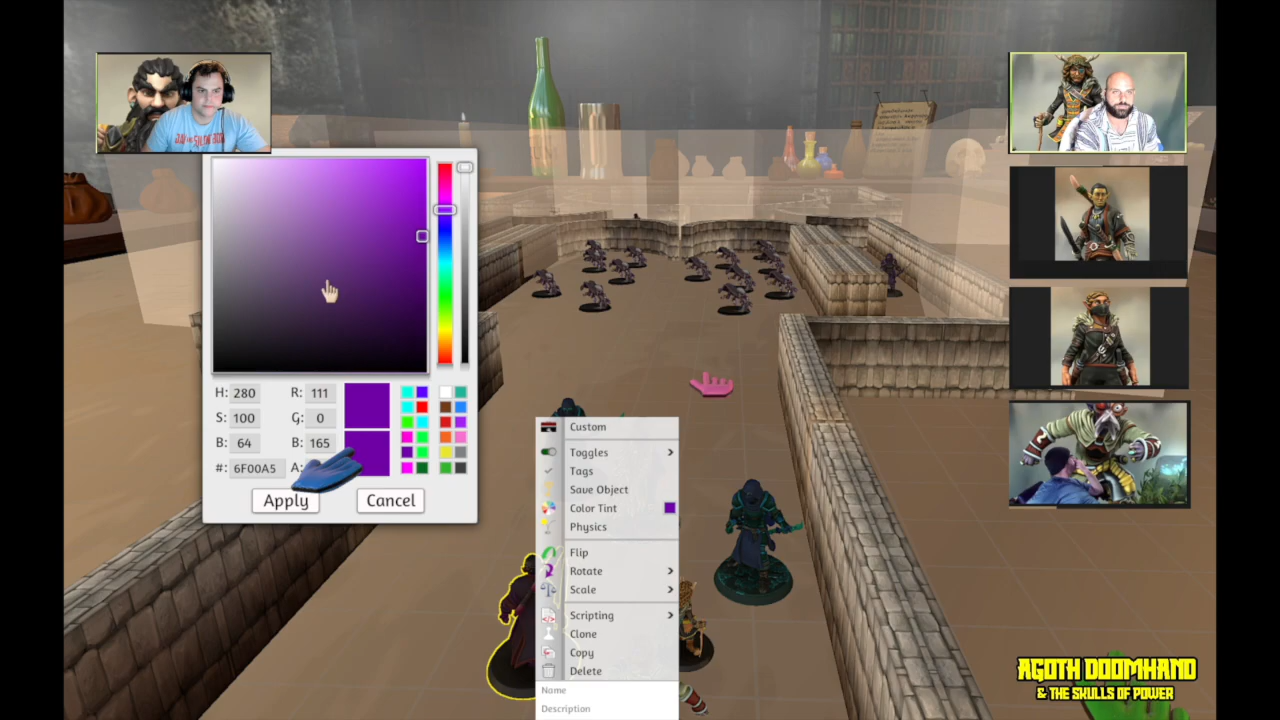 H: 280
R: 111
S: 100
G: 0
B: 64
B: 165
#: 6F00A5
A:
Apply
Cancel
Custom
Toggles
Tags
Save Object
Color Tint
Physics
Flip
Rotate
Scale
Scripting
Clone
Copy
Delete
Name
Description
AGOTH DOOMHAND
& THE SKULLS OF POWER